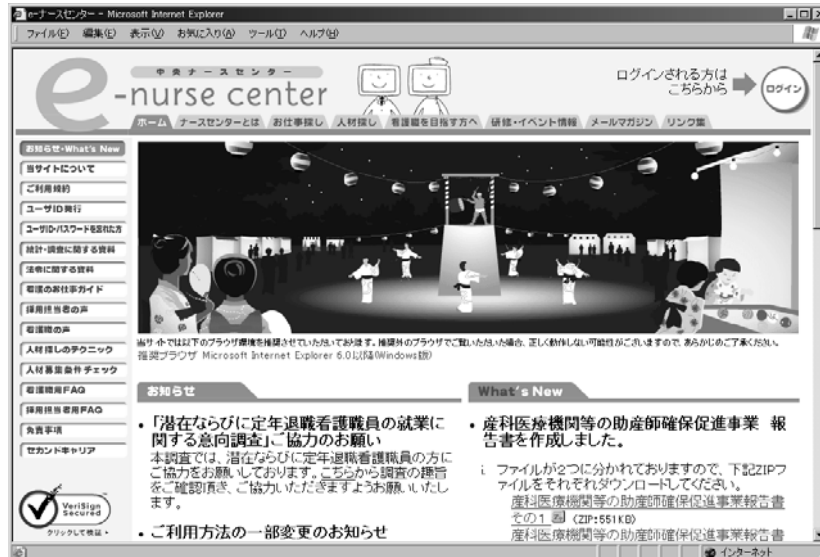 e-ナースセンター - Microsoft Internet Explorer
ファイル(F) 編集(E) 表示(V) お気に入り(A) ツール(T) ヘルプ(H)
中央ナースセンター
e-nurse center
ログインされる方は
こちらから
ログイン
ホーム ナースセンターとは お仕事探し 人材探し 看護職を目指す方へ 研修・イベント情報 メールマガジン リンク集
お知らせ・What's New
当サイトについて
ご利用規約
ユーザID発行
ユーザID・パスワードを忘れた方
統計・調査に関する資料
法令に関する資料
看護のお仕事ガイド
採用担当者の声
看護職の声
人材探しのテクニック
人材募集条件チェック
看護職用FAQ
採用担当者用FAQ
免責事項
セカンドキャリア
VeriSign
Secured
クリックして検証
当サイトでは以下のブラウザ環境を推奨させていただいております。推奨外のブラウザでご覧いただいた場合、正しく動作しない可能性がございますので、あらかじめご了承ください。
推奨ブラウザ Microsoft Internet Explorer 6.0以降(Windows版)
お知らせ
・「潜在ならびに定年退職看護職員の就業に
関する意向調査」ご協力のお願い
本調査では、潜在ならびに定年退職看護職員の方に
ご協力をお願いしております。こちらから調査の趣旨
をご確認頂き、ご協力いただきますようお願いいたし
ます。
・ご利用方法の一部変更のお知らせ
What's New
・産科医療機関等の助産師確保促進事業 報
告書を作成しました。
i. ファイルが2つに分かれておりますので、下記ZIPフ
ァイルをそれぞれダウンロードしてください。
産科医療機関等の助産師確保促進事業報告書
その1 (ZIP:551KB)
産科医療機関等の助産師確保促進事業報告書
インターネット